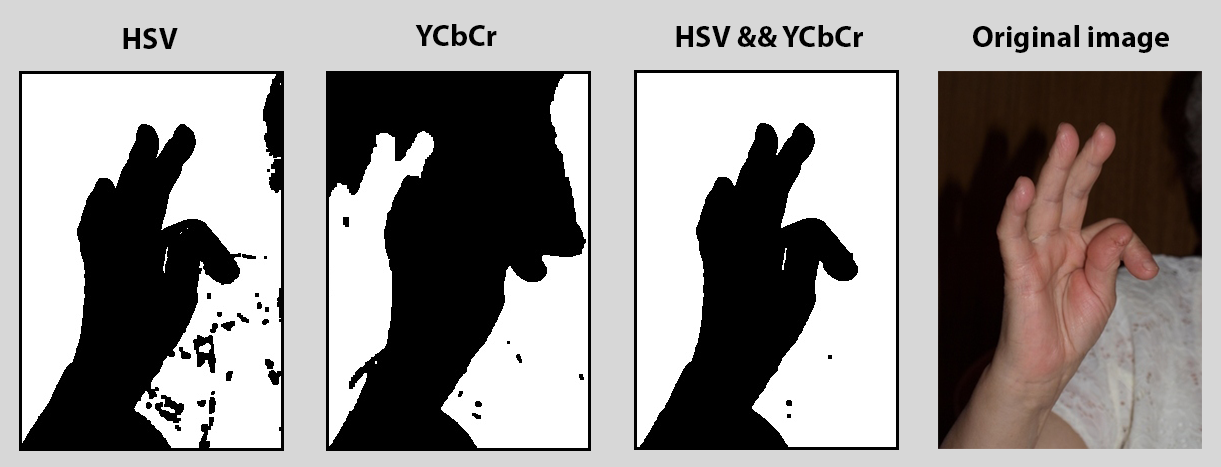 HSV
YCbCr
HSV && YCbCr
Original image